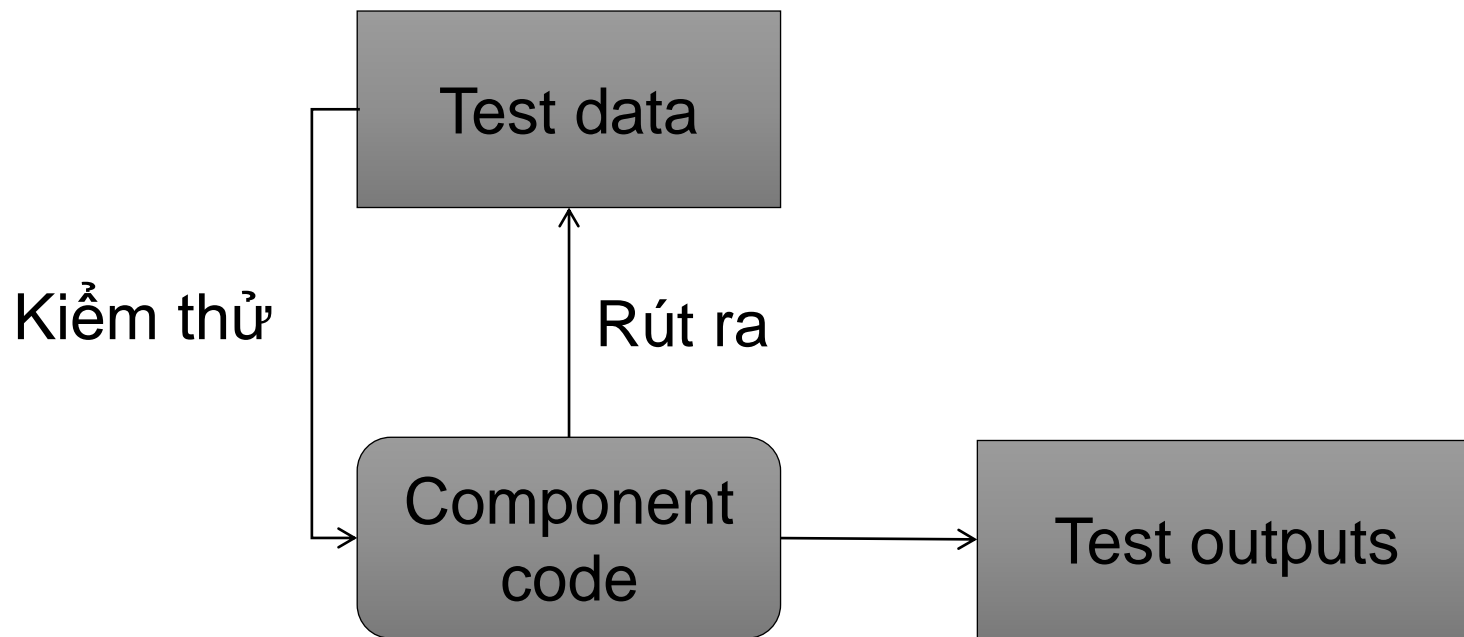 Test data
Kiểm thử
Rút ra
Component
code
Test outputs